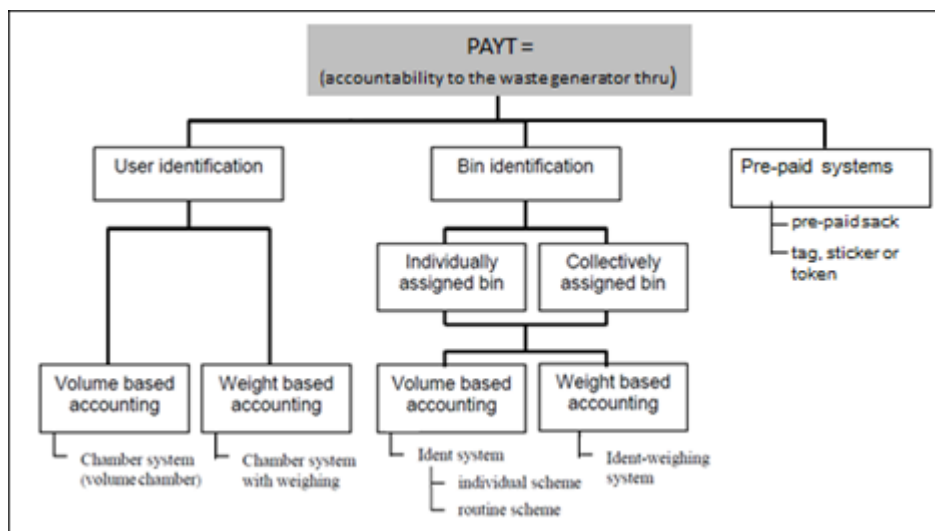 PAYT =
(accountability to the waste generator thru)
User identification
Bin identification
Pre-paid systems
pre-paid sack
tag, sticker or
token
Individually
assigned bin
Collectively
assigned bin
Volume based
accounting
Weight based
accounting
Volume based
accounting
Weight based
accounting
Chamber system
(volume chamber)
Chamber system
with weighing
Ident system
individual scheme
routine scheme
Ident-weighing
system